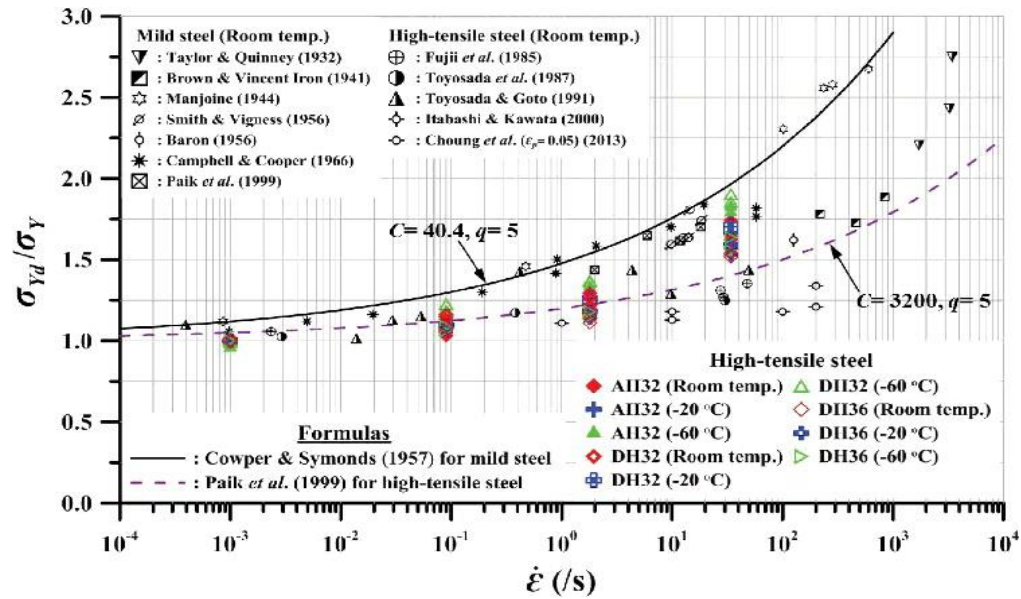 3.0
2.5
2.0
1.5
1.0
0.5
0.0
σYd/σY
Mild steel (Room temp.)
: Taylor & Quinney (1932)
: Brown & Vincent Iron (1941)
: Manjoine (1944)
: Smith & Vigness (1956)
: Baron (1956)
: Campbell & Cooper (1966)
: Paik et al. (1999)
High-tensile steel (Room temp.)
: Fujii et al. (1985)
: Toyosada et al. (1987)
: Toyosada & Goto (1991)
: Itabashi & Kawata (2000)
: Choung et al (εp= 0.05) (2013)
C= 40.4, q= 5
C= 3200, q= 5
High-tensile steel
AH32 (Room temp.)
AH32 (-20 °C)
AH32 (-60 °C)
DH32 (Room temp.)
DH32 (-20 °C)
DH32 (-60 °C)
DH36 (Room temp.)
DH36 (-20 °C)
DH36 (-60 °C)
Formulas
: Cowper & Symonds (1957) for mild steel
: Paik et al. (1999) for high-tensile steel
10⁻⁴ 10⁻³ 10⁻² 10⁻¹ 10⁰ 10¹ 10² 10³ 10⁴
ε̇ (/s)